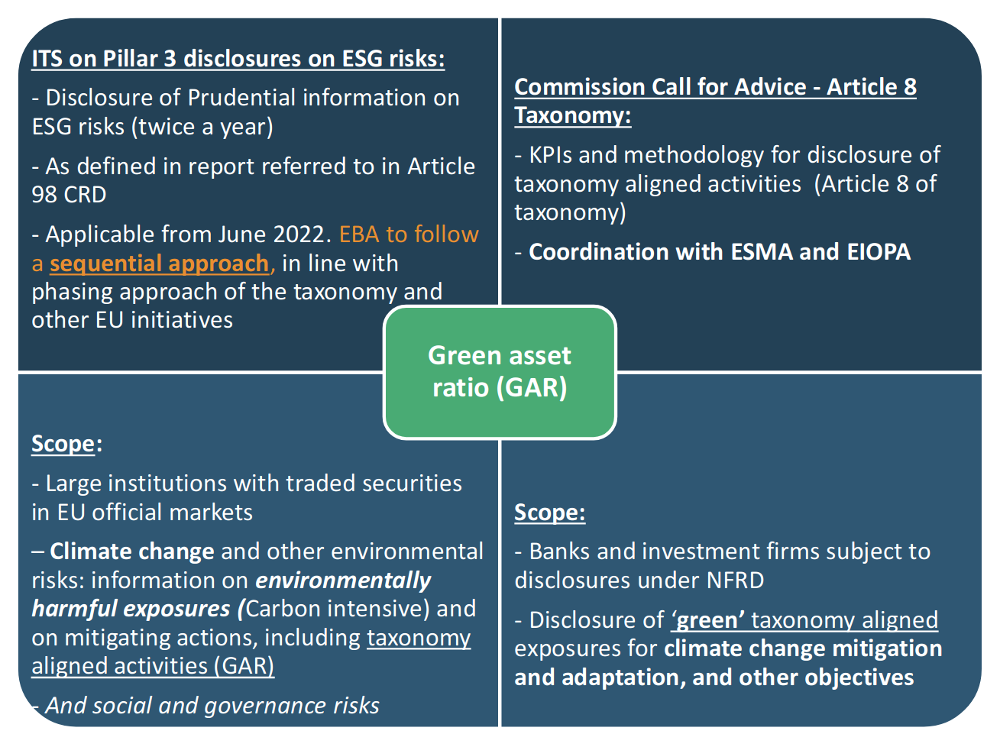 ITS on Pillar 3 disclosures on ESG risks:
- Disclosure of Prudential information on
ESG risks (twice a year)
- As defined in report referred to in Article
98 CRD
- Applicable from June 2022. EBA to follow
a sequential approach, in line with
phasing approach of the taxonomy and
other EU initiatives
Commission Call for Advice - Article 8
Taxonomy:
- KPIs and methodology for disclosure of
taxonomy aligned activities  (Article 8 of
taxonomy)
- Coordination with ESMA and EIOPA
Green asset
ratio (GAR)
Scope:
- Large institutions with traded securities
in EU official markets
– Climate change and other environmental
risks: information on environmentally
harmful exposures (Carbon intensive) and
on mitigating actions, including taxonomy
aligned activities (GAR)
- And social and governance risks
Scope:
- Banks and investment firms subject to
disclosures under NFRD
- Disclosure of ‘green’ taxonomy aligned
exposures for climate change mitigation
and adaptation, and other objectives